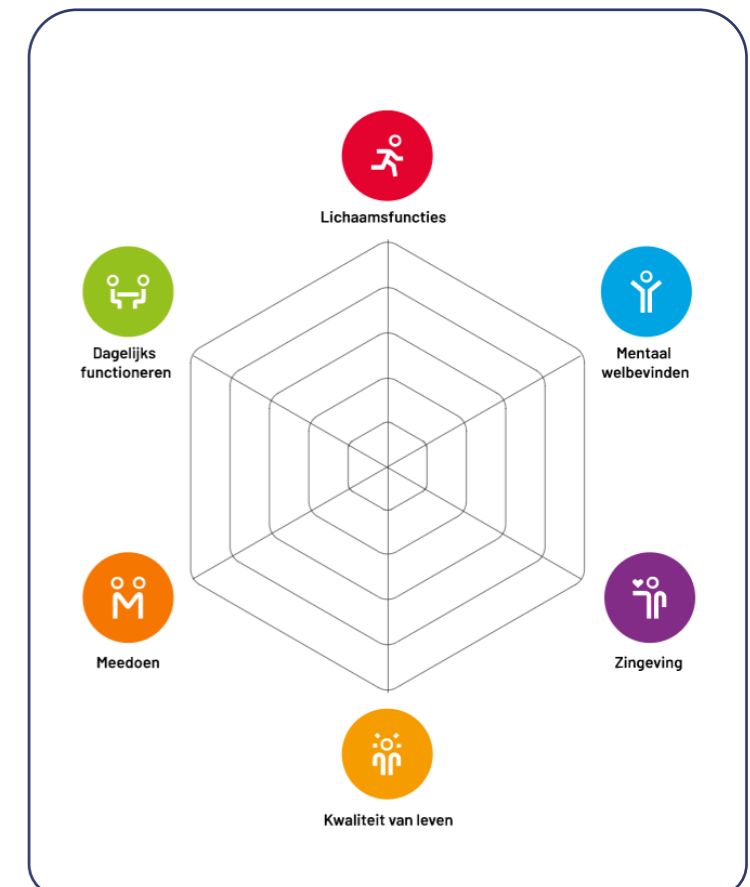 Lichaamsfuncties
Dagelijks
functioneren
Mentaal
welbevinden
Meedoen
Zingeving
Kwaliteit van leven